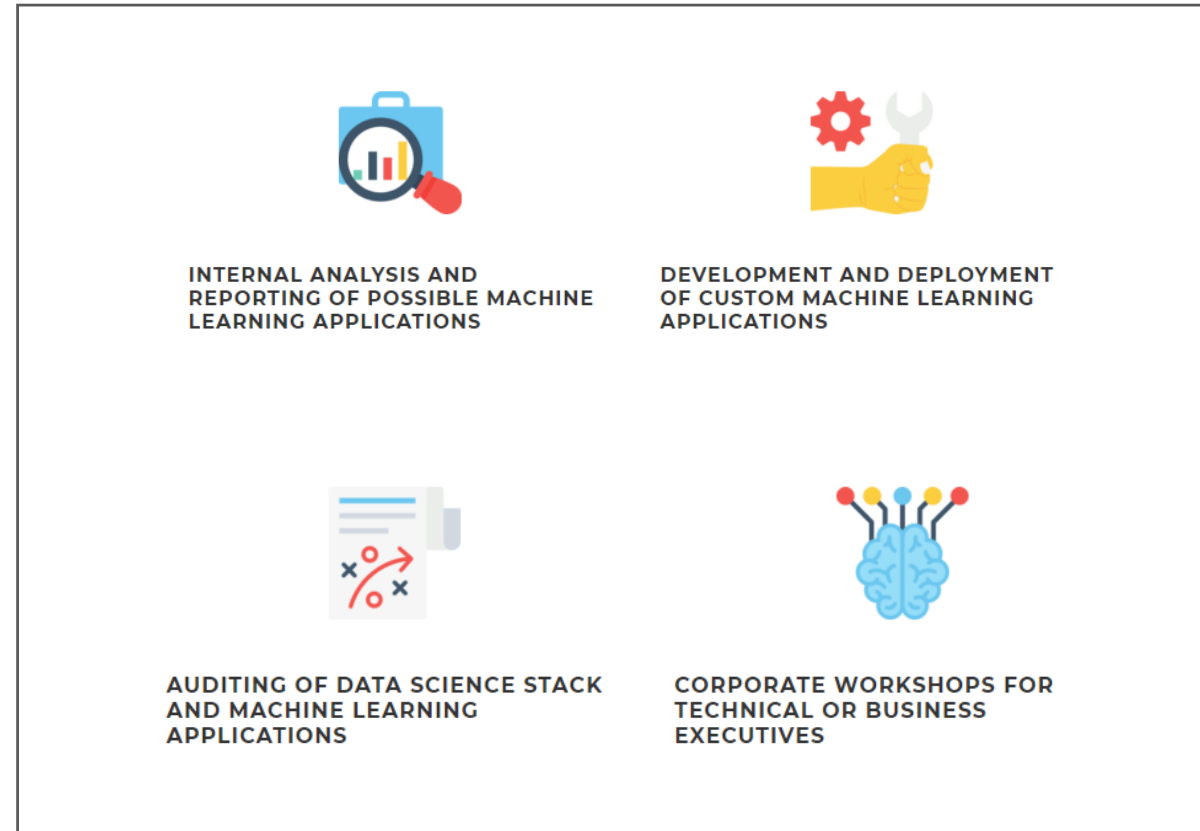 INTERNAL ANALYSIS AND
REPORTING OF POSSIBLE MACHINE
LEARNING APPLICATIONS
DEVELOPMENT AND DEPLOYMENT
OF CUSTOM MACHINE LEARNING
APPLICATIONS
AUDITING OF DATA SCIENCE STACK
AND MACHINE LEARNING
APPLICATIONS
CORPORATE WORKSHOPS FOR
TECHNICAL OR BUSINESS
EXECUTIVES